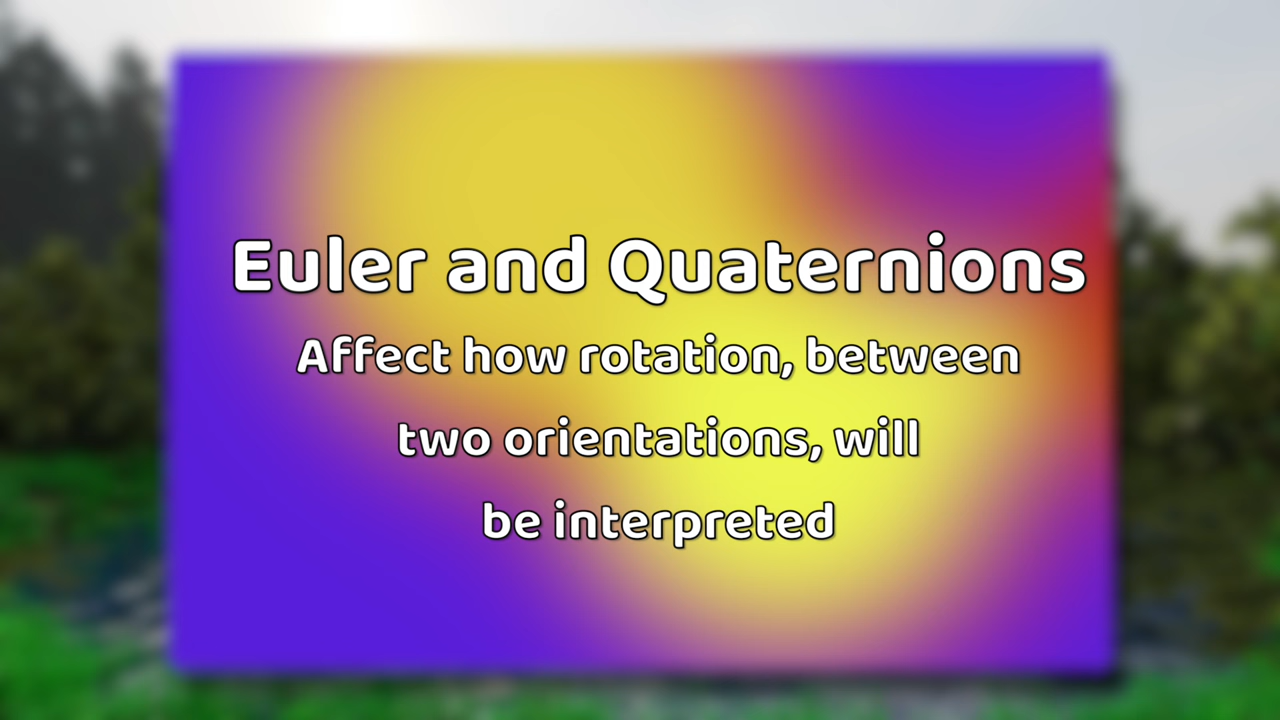 Euler and Quaternions
Affect how rotation, between
two orientations, will
be interpreted